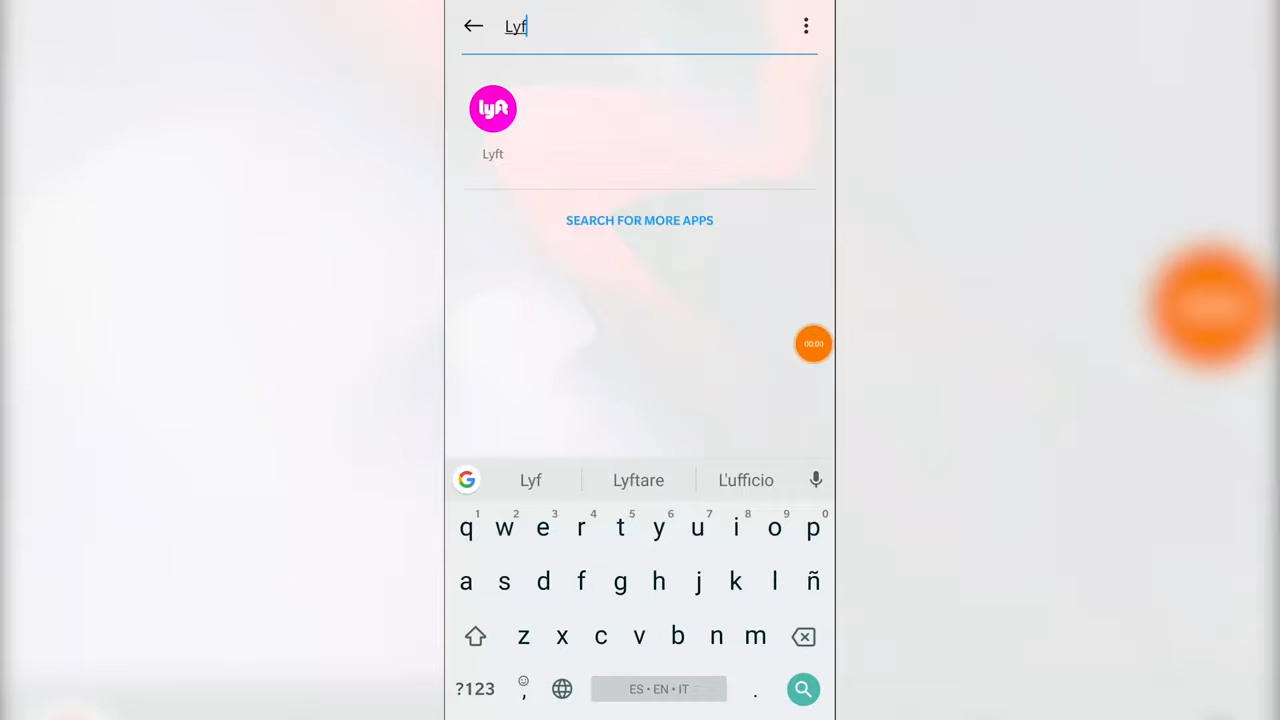 Lyf
lyft
Lyft
SEARCH FOR MORE APPS
00:00
G Lyf Lyftare L'ufficio
1 2 3 4 5 6 7 8 9 0
q w e r t y u i o p
a s d f g h j k l ñ
z x c v b n m
?123 , ES • EN • IT .